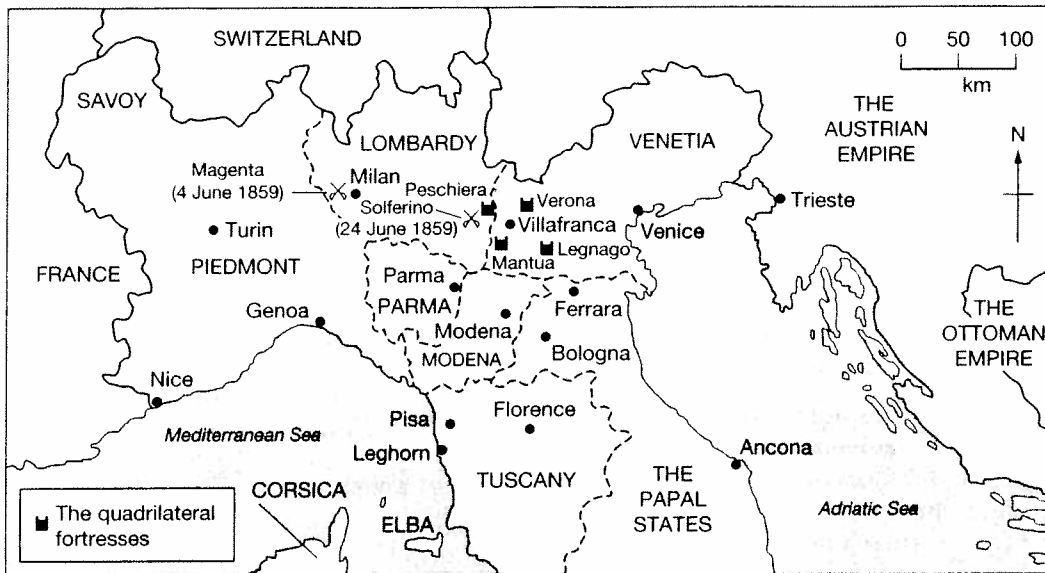 SWITZERLAND
0 50 100
km
SAVOY
THE
AUSTRIAN
EMPIRE
LOMBARDY
VENETIA
N
Magenta
(4 June 1859)
Milan
Peschiera
Verona
Trieste
Solferino
(24 June 1859)
Villafranca
Venice
Turin
Mantua
Legnago
FRANCE
PIEDMONT
Parma
PARMA
Ferrara
THE
OTTOMAN
EMPIRE
Genoa
Modena
MODENA
Bologna
Nice
Florence
Pisa
Mediterranean Sea
Leghorn
Ancona
TUSCANY
THE
PAPAL
STATES
CORSICA
ELBA
Adriatic Sea
The quadrilateral
fortresses